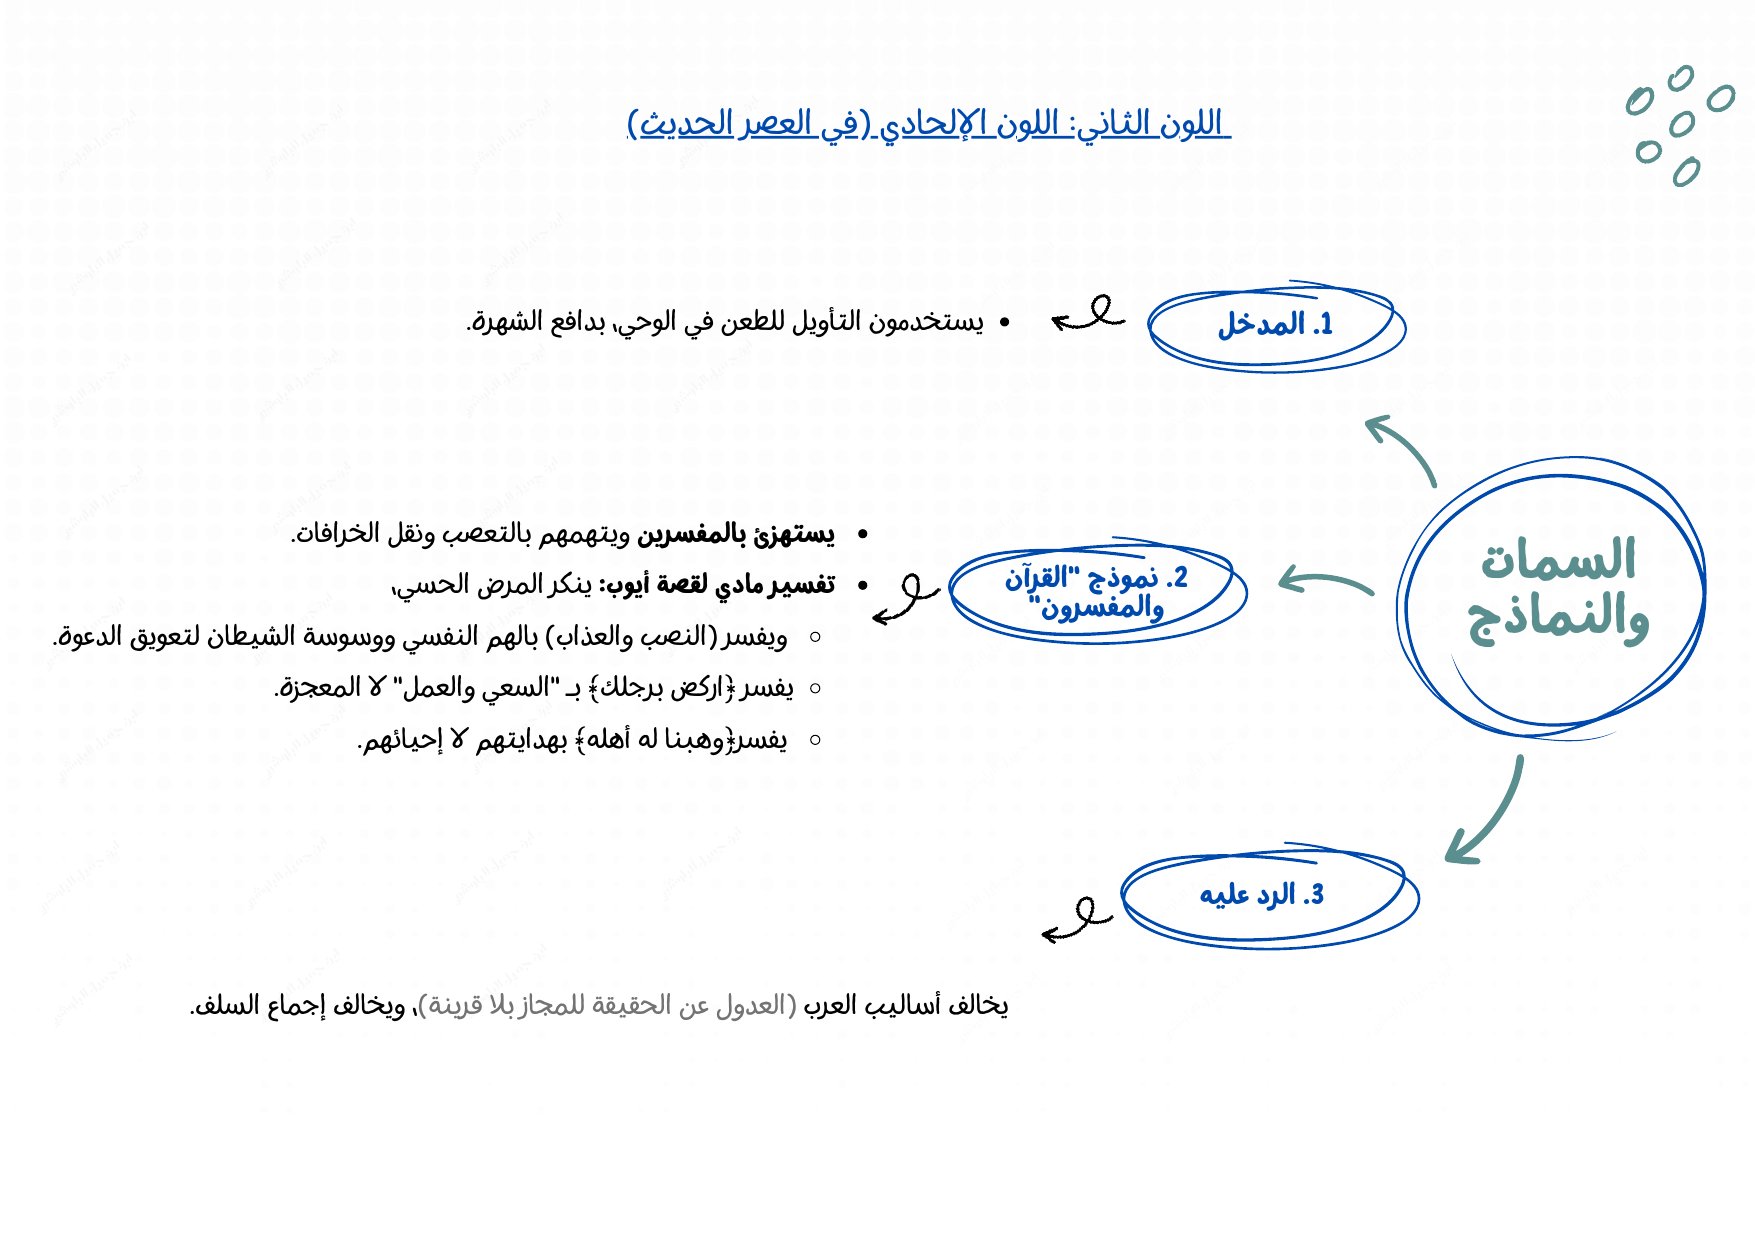 اللون الثاني: اللون الإلحادي (في العصر الحديث)
السمات
والنماذج
1. المدخل
• يستخدمون التأويل للطعن في الوحي، بدافع الشهرة.
2. نموذج "القرآن
والمفسرون"
• يستهزئ بالمفسرين ويتهمهم بالتعصب ونقل الخرافات.
• تفسير مادي لقصة أيوب: ينكر المرض الحسي،
○ ويفسر (النصب والعذاب) بالهم النفسي ووسوسة الشيطان لتعويق الدعوة.
○ يفسر ﴿اركض برجلك﴾ بـ "السعي والعمل" لا المعجزة.
○ يفسر﴿وهبنا له أهله﴾ بهدايتهم لا إحيائهم.
3. الرد عليه
يخالف أساليب العرب (العدول عن الحقيقة للمجاز بلا قرينة)، ويخالف إجماع السلف.